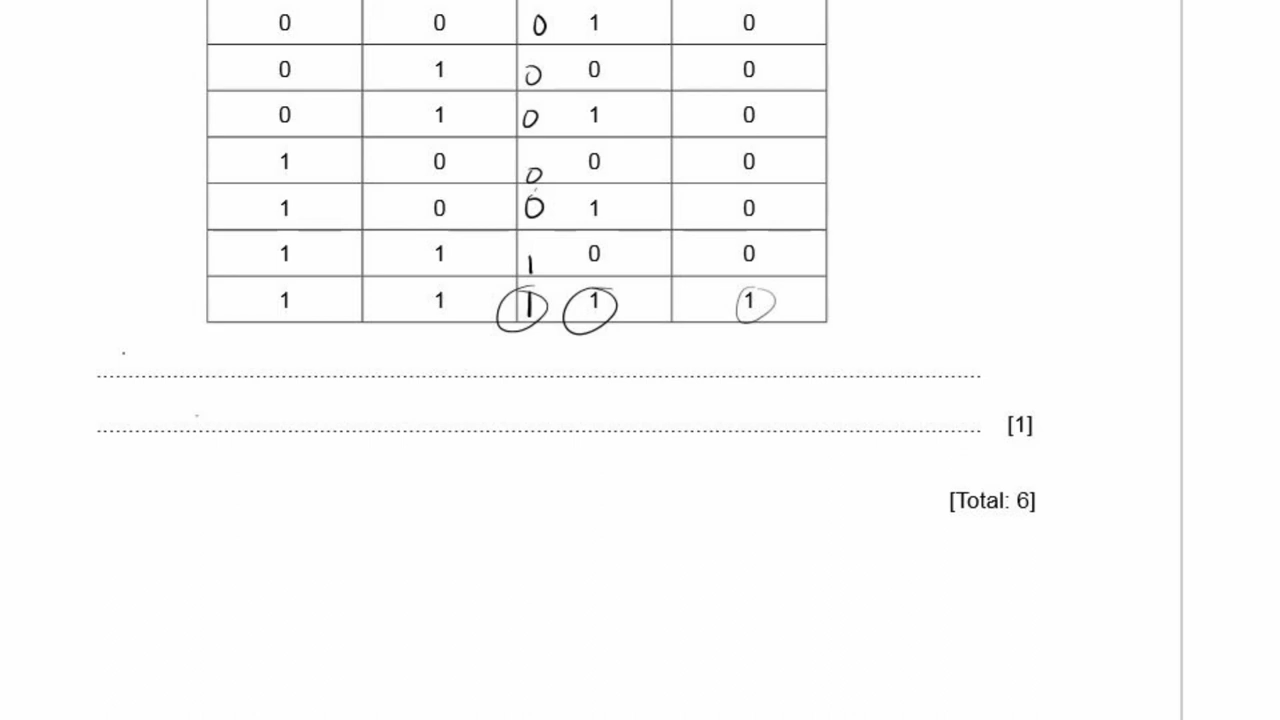 0 0 0 1 0
0 1 0 0 0
0 1 0 1 0
1 0 0 0 0
1 0 0 1 0
1 1 1 0 0
1 1 1 1 1
................................................................................
................................................................................ [1]
[Total: 6]